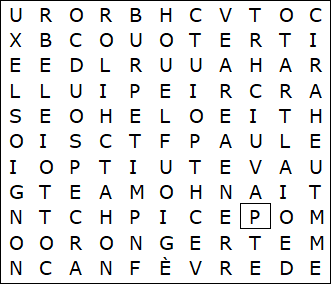 U R O R B H C V T O C
X B C O U O T E R T I
E E D L R U U A H A R
L L U I P E I R C R A
S E O H E L O E I T H
O I S C T F P A U L E
I O P T I U T E V A U
G T E A M O H N A I T
N T C H P I C E P O M
O O R O N G E R T E M
N C A N F È V R E D E